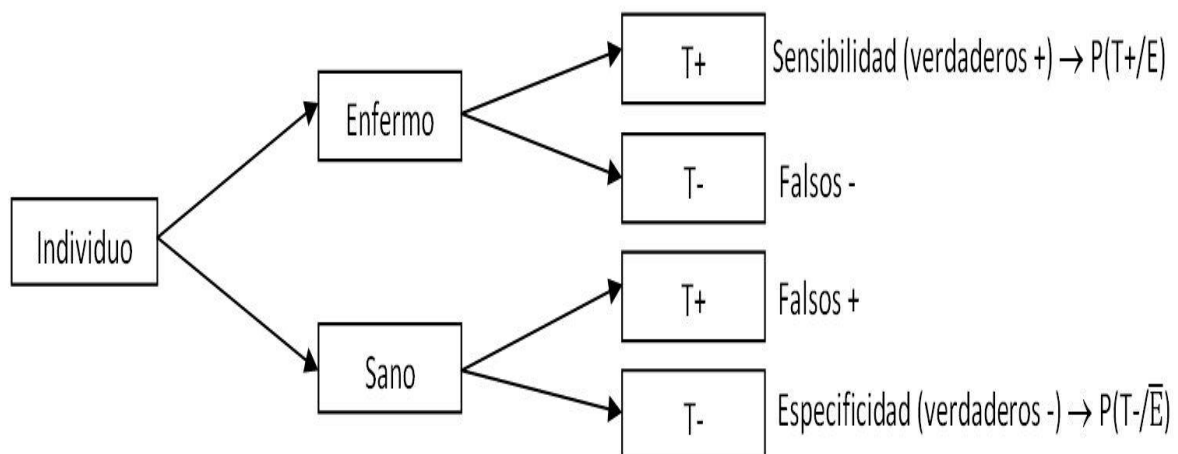 T+ Sensibilidad (verdaderos +) → P(T+/E)
Enfermo
T- Falsos -
Individuo
T+ Falsos +
Sano
T- Especificidad (verdaderos -) → P(T-/E̅)